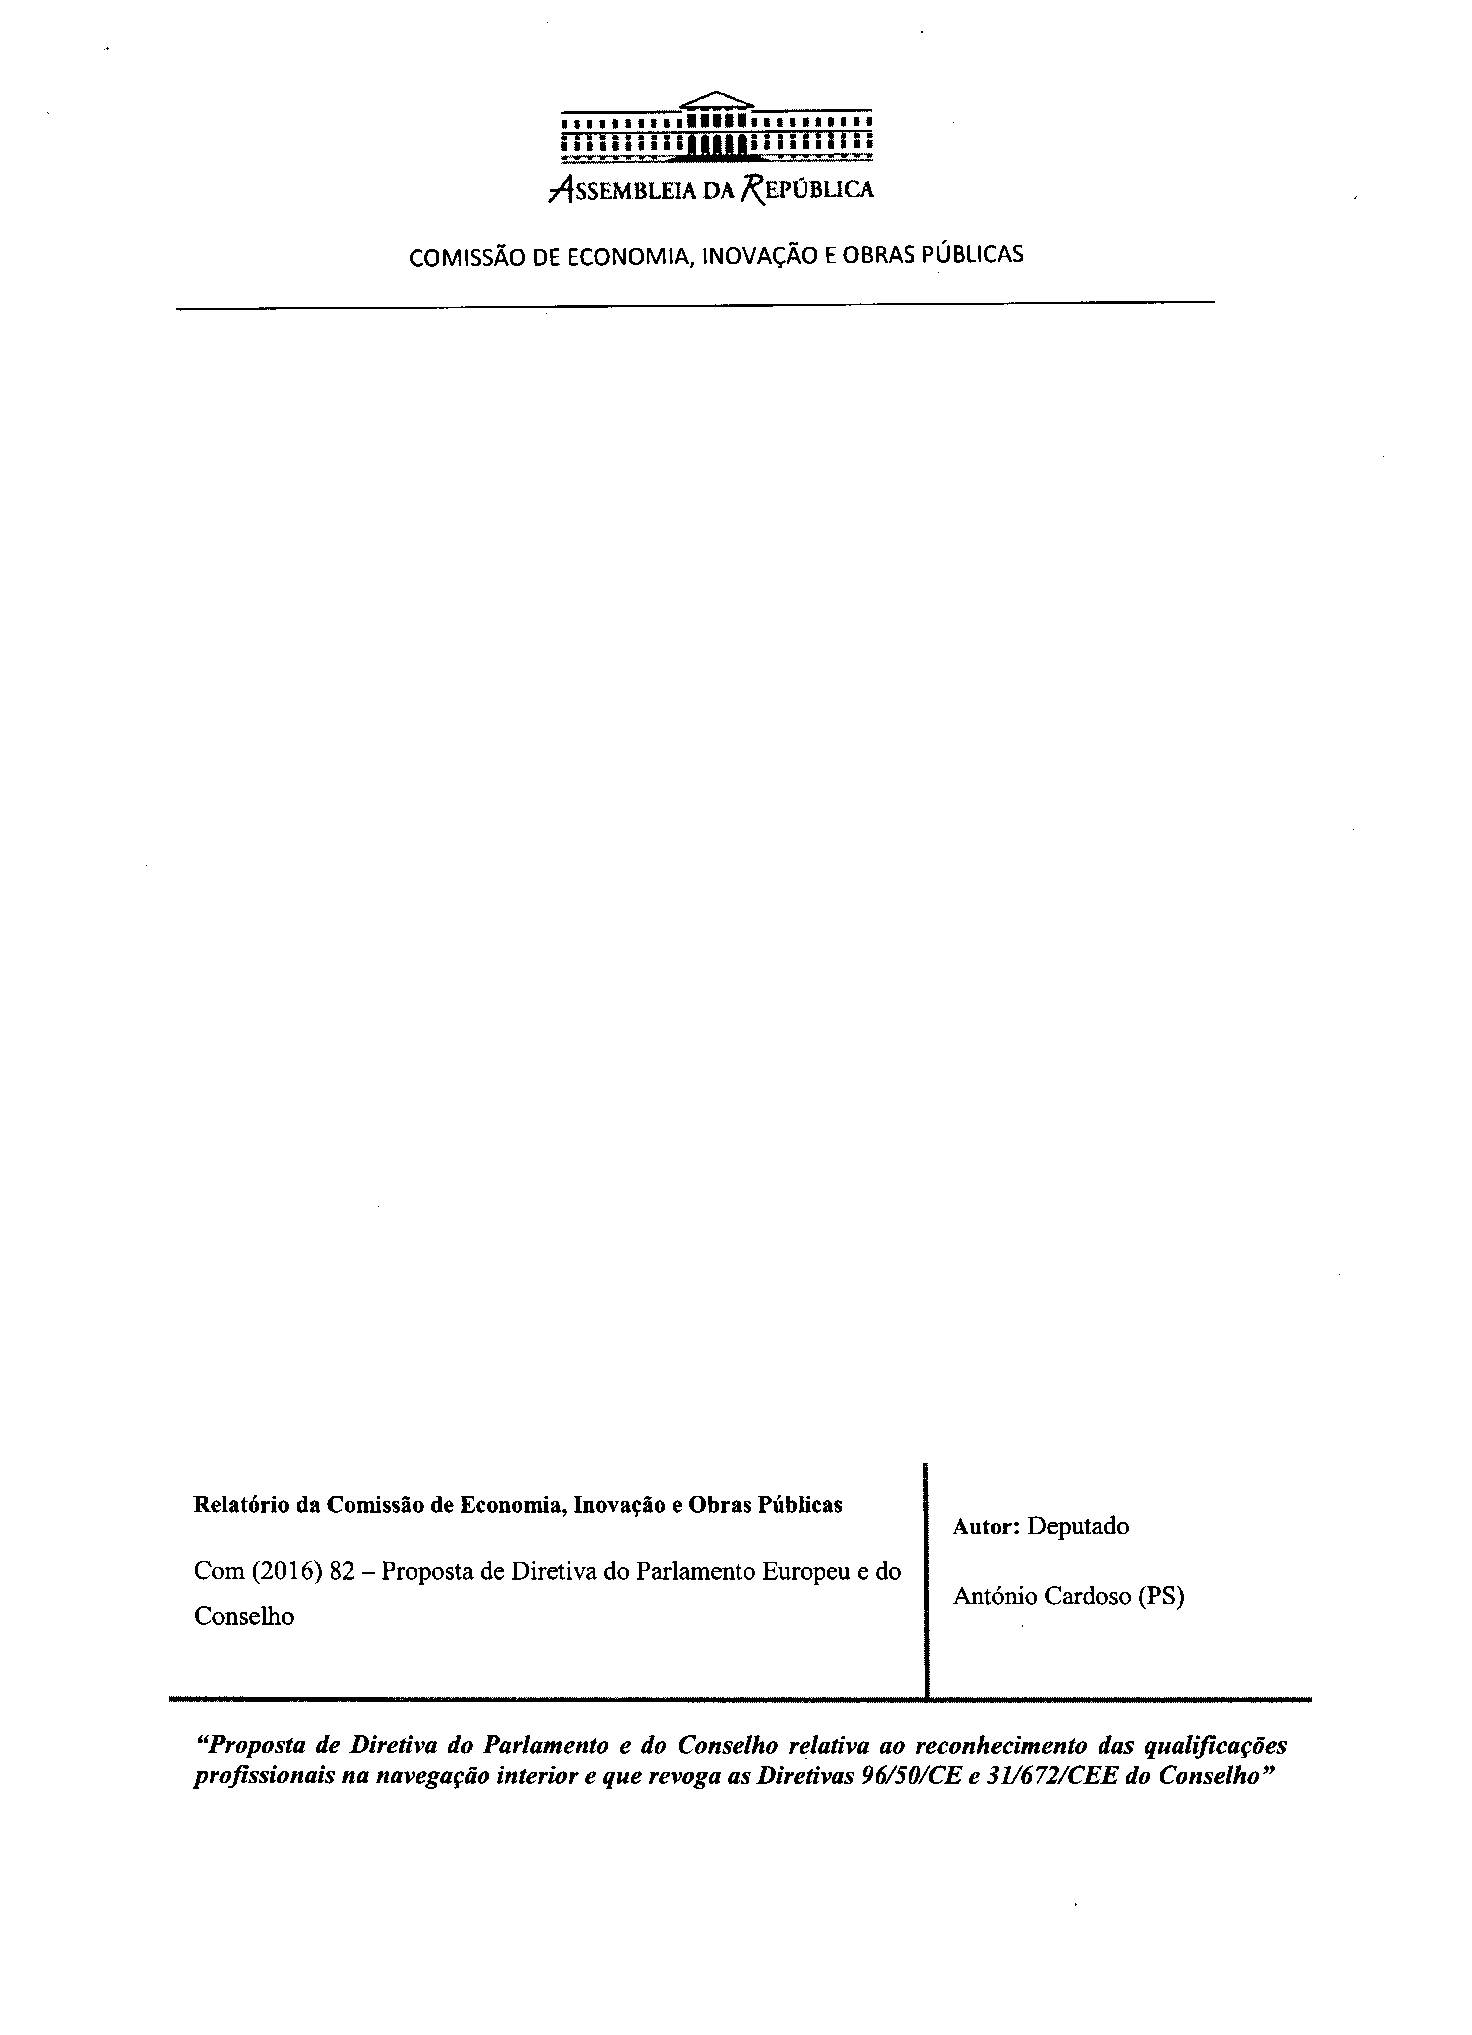 ASSEMBLEIA DA REPÚBLICA
COMISSÃO DE ECONOMIA, INOVAÇÃO E OBRAS PÚBLICAS
Relatório da Comissão de Economia, Inovação e Obras Públicas
Com (2016) 82 – Proposta de Diretiva do Parlamento Europeu e do
Conselho
Autor: Deputado
António Cardoso (PS)
“Proposta de Diretiva do Parlamento e do Conselho relativa ao reconhecimento das qualificações
profissionais na navegação interior e que revoga as Diretivas 96/50/CE e 31/672/CEE do Conselho”